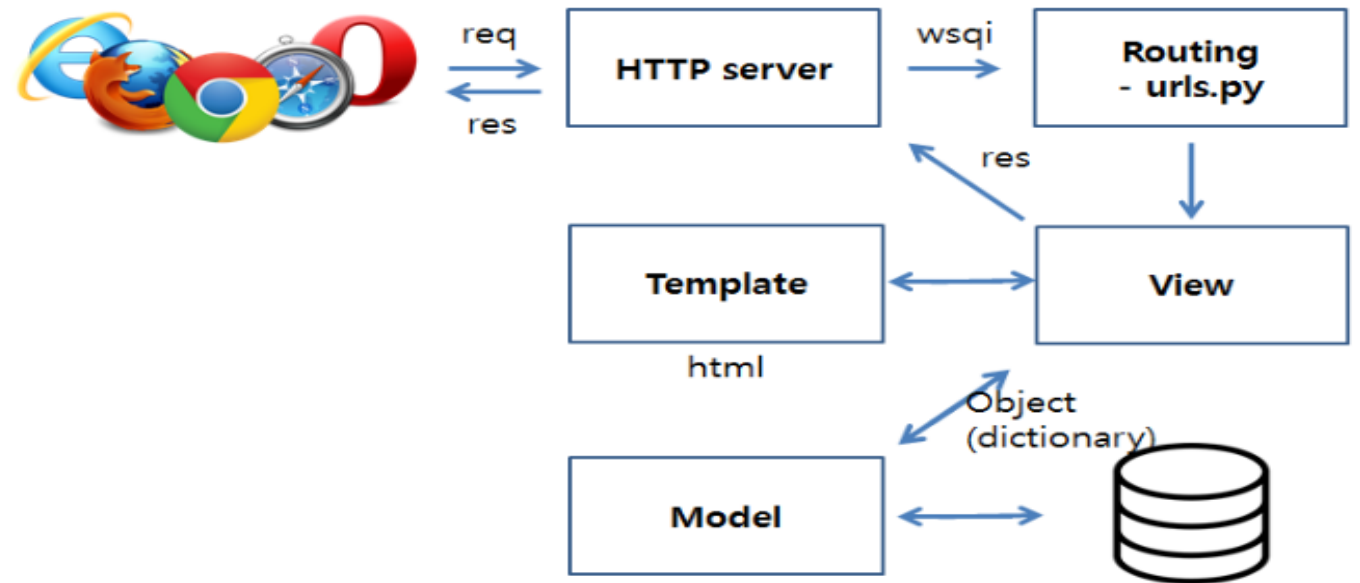 req
HTTP server
wsqi
Routing
- urls.py
res
res
Template
View
html
Object
(dictionary)
Model